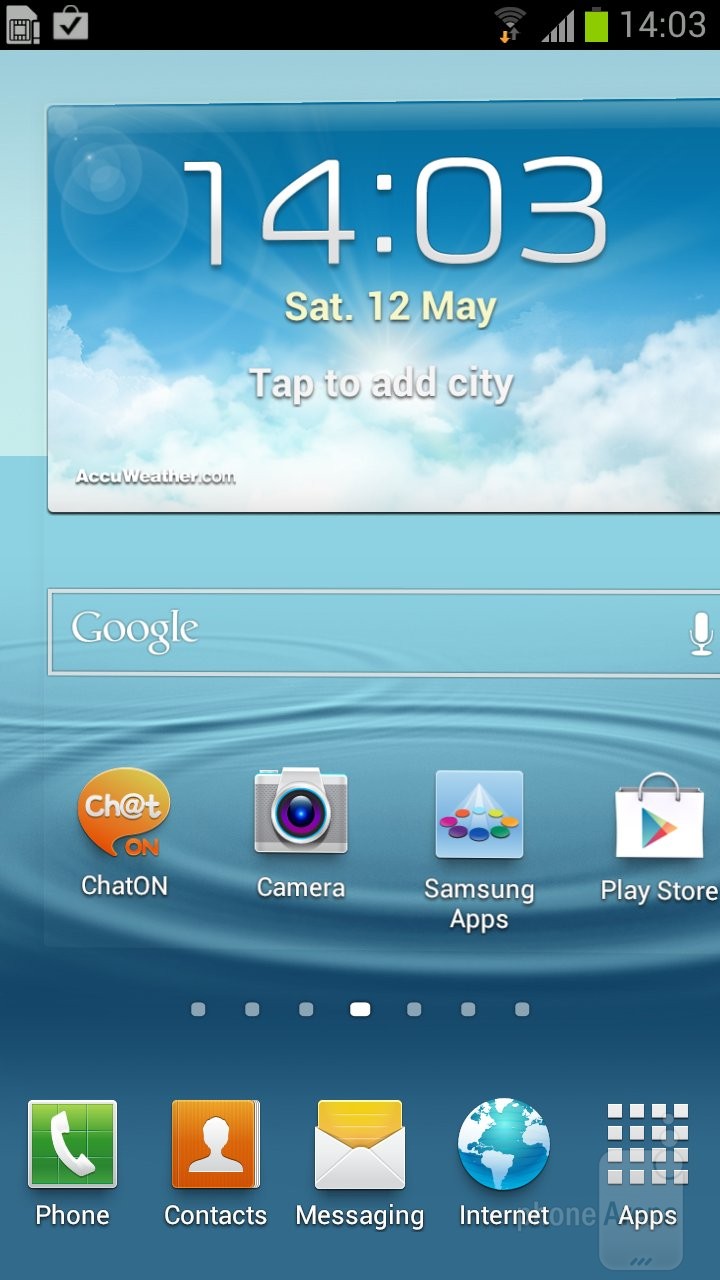 14:03
14:03
Sat. 12 May
Tap to add city
AccuWeather.com
Google
Ch@t
ON
ChatON
Camera
Samsung
Apps
Play Store
Phone
Contacts
Messaging
Internet
Apps
phoneArena